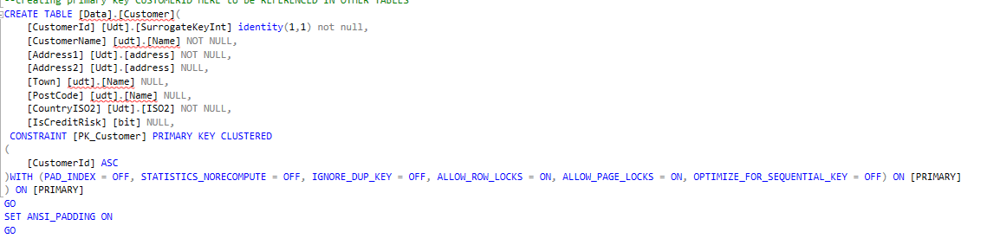 --creating primary key CUSTOMERID HERE to be REFERENCED IN OTHER TABLES
CREATE TABLE [Data].[Customer](
[CustomerId] [Udt].[SurrogateKeyInt] identity(1,1) not null,
[CustomerName] [udt].[Name] NOT NULL,
[Address1] [Udt].[address] NOT NULL,
[Address2] [Udt].[address] NULL,
[Town] [udt].[Name] NULL,
[PostCode] [udt].[Name] NULL,
[CountryISO2] [Udt].[ISO2] NOT NULL,
[IsCreditRisk] [bit] NULL,
CONSTRAINT [PK_Customer] PRIMARY KEY CLUSTERED
(
[CustomerId] ASC
)WITH (PAD_INDEX = OFF, STATISTICS_NORECOMPUTE = OFF, IGNORE_DUP_KEY = OFF, ALLOW_ROW_LOCKS = ON, ALLOW_PAGE_LOCKS = ON, OPTIMIZE_FOR_SEQUENTIAL_KEY = OFF) ON [PRIMARY]
) ON [PRIMARY]
GO
SET ANSI_PADDING ON
GO